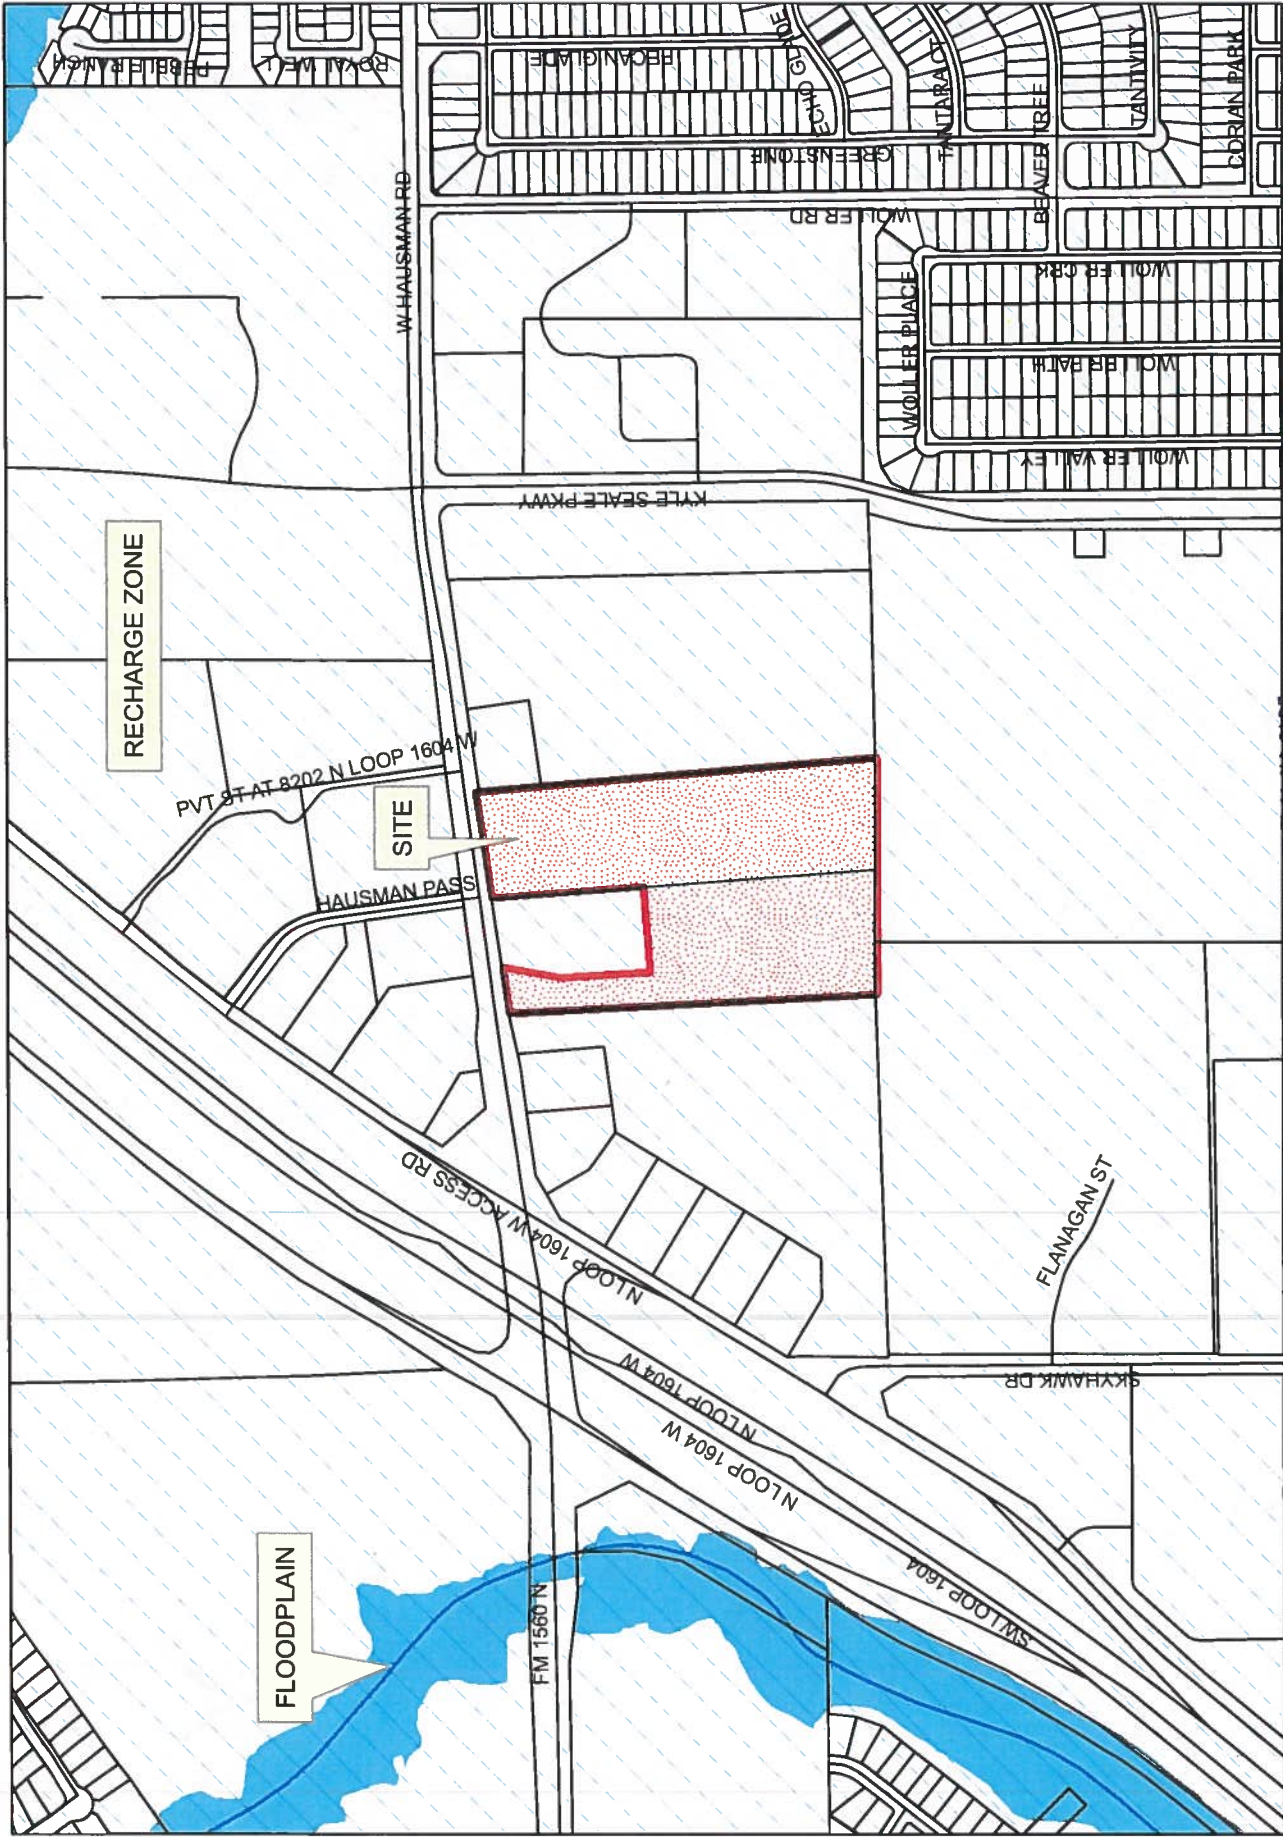 PEBBLE RANCH
ROYAL WELL
W HAUSMAN RD
PECAN GLADE
ECHO GLADE
GREENSTONE
TANTARA CT
BEAVER TREE
TANTIVITY
CORIAN PARK
WOLLER RD
WOLLER PLACE
WOLLER CRK
WOLLER PATH
WOLLER VALLEY
KYLE SEALE PKWY
RECHARGE ZONE
PVT ST AT 8202 N LOOP 1604 W
SITE
HAUSMAN PASS
N LOOP 1604 W ACCESS RD
N LOOP 1604 W
N LOOP 1604 W
FLANAGAN ST
SKYHAWK DR
SW LOOP 1604
FM 1560 N
FLOODPLAIN